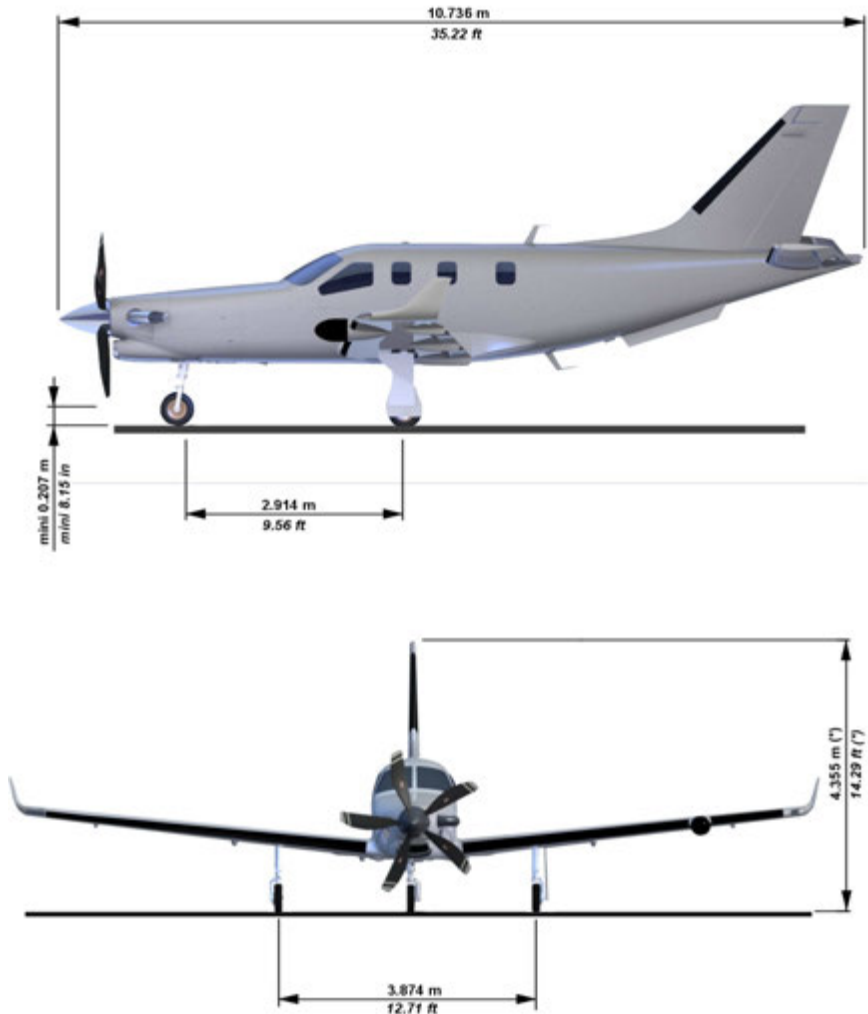 10.736 m
35.22 ft
mini 0.207 m
mini 8.15 in
2.914 m
9.56 ft
4.355 m (*)
14.29 ft (*)
3.874 m
12.71 ft